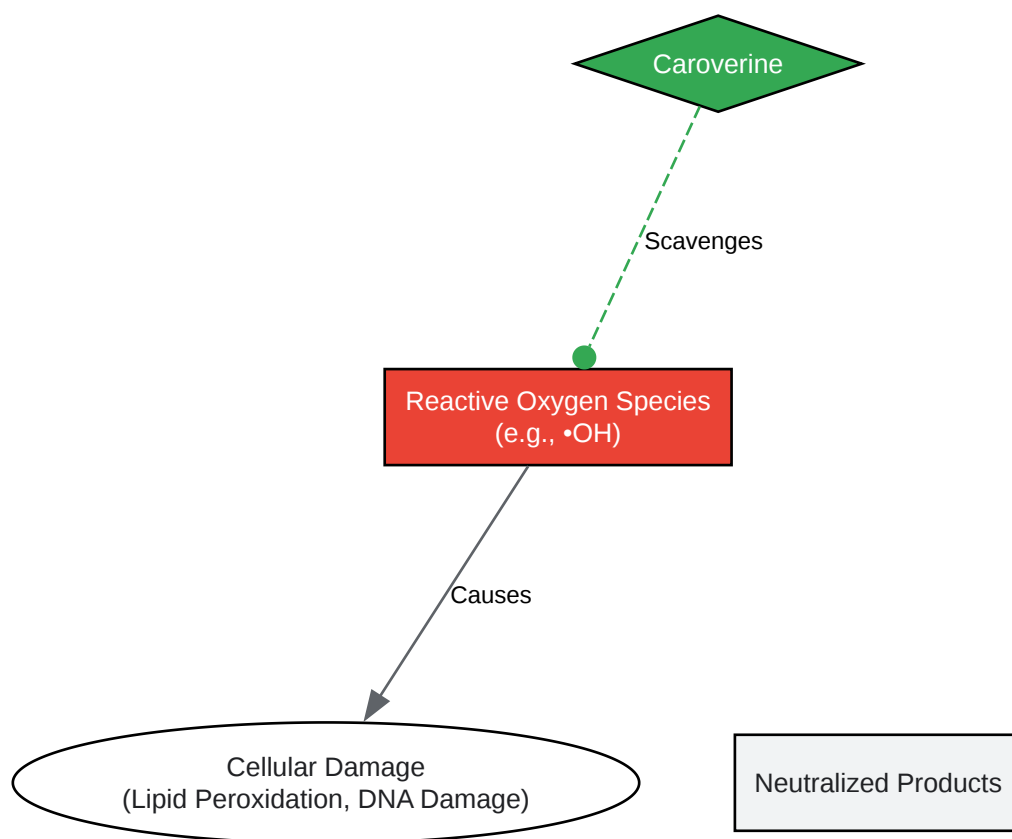 Caroverine
Scavenges
Reactive Oxygen Species
(e.g., •OH)
Causes
Cellular Damage
(Lipid Peroxidation, DNA Damage)
Neutralized Products